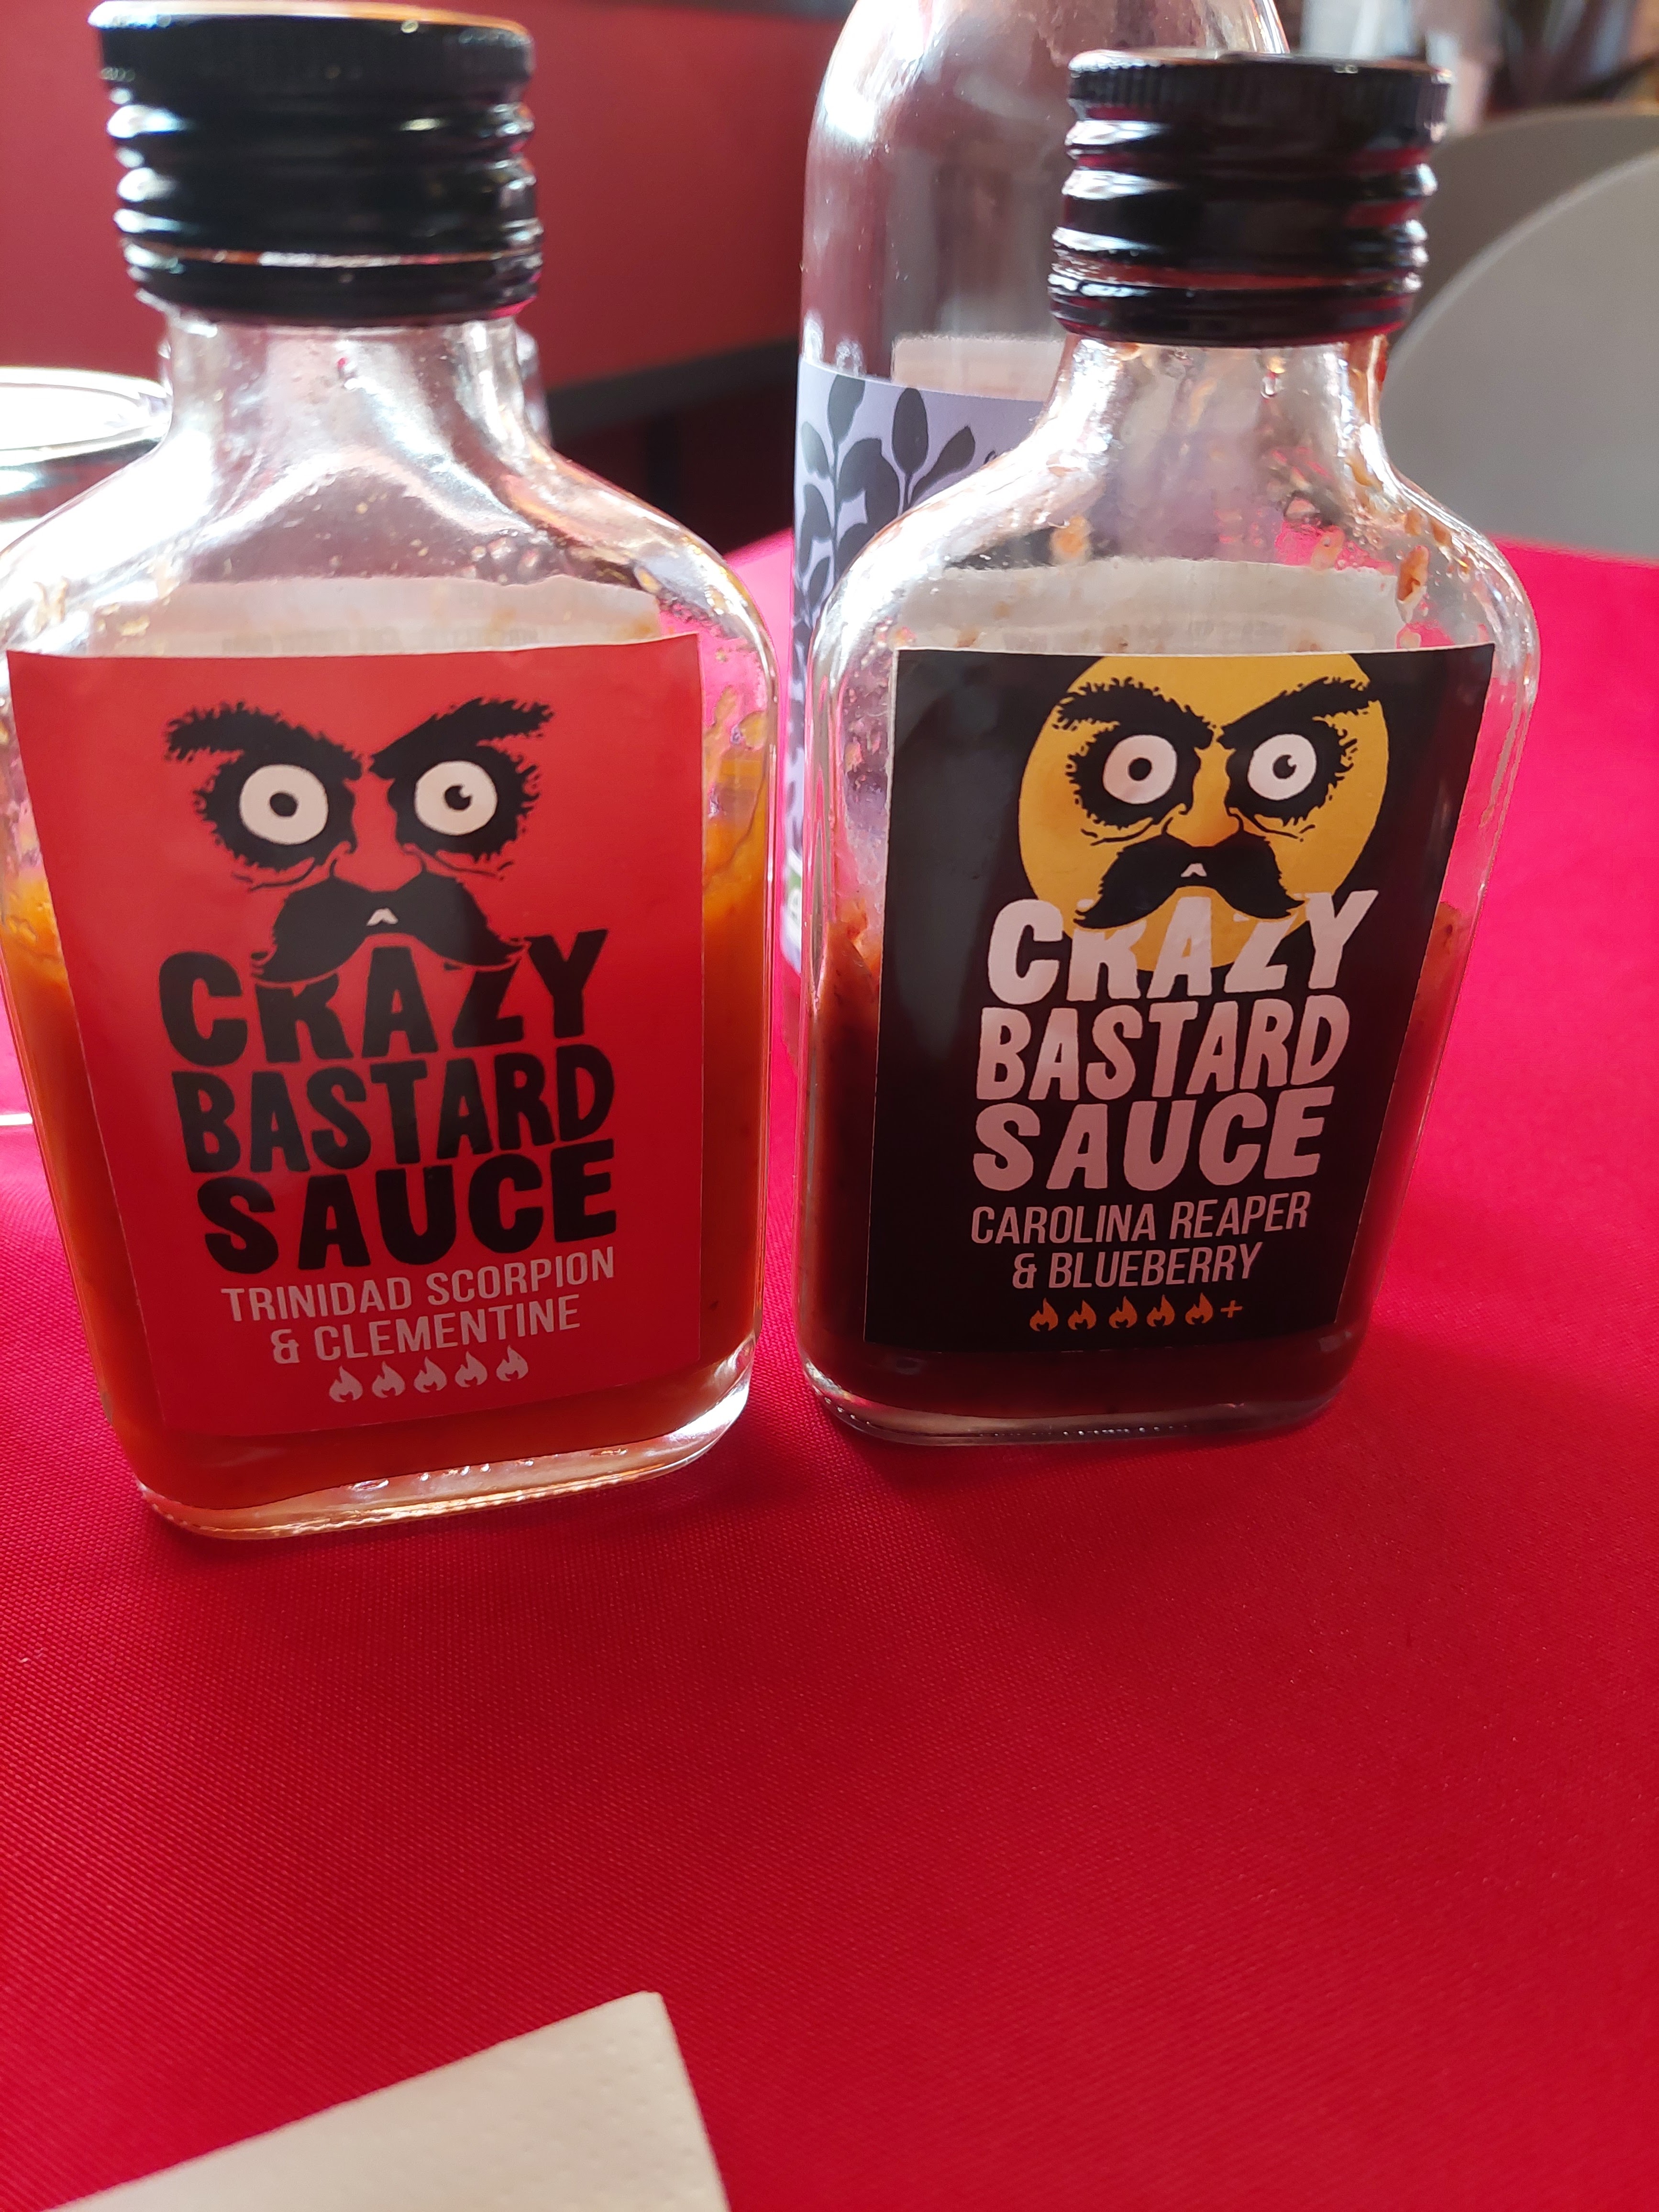 CRAZY
BASTARD
SAUCE
TRINIDAD SCORPION
& CLEMENTINE
CRAZY
BASTARD
SAUCE
CAROLINA REAPER
& BLUEBERRY
+